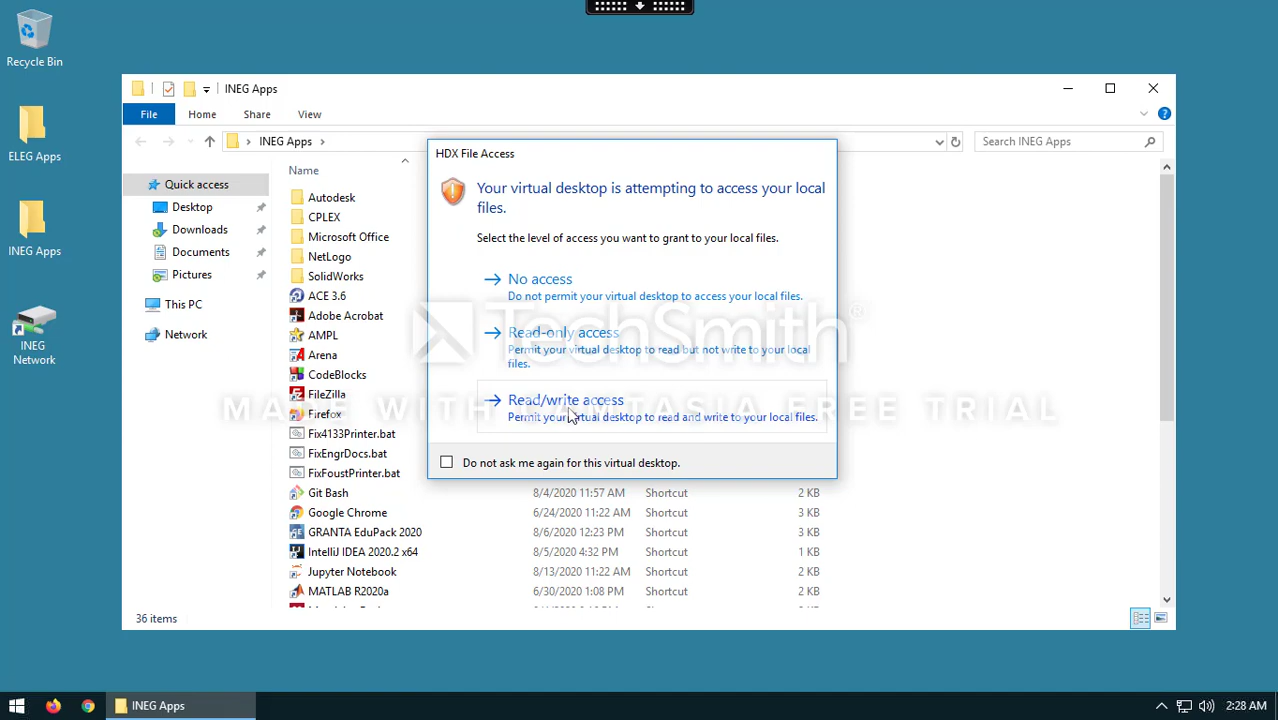 Recycle Bin
ELEG Apps
INEG Apps
INEG
Network
INEG Apps
File
Home
Share
View
INEG Apps
Search INEG Apps
Quick access
Desktop
Downloads
Documents
Pictures
This PC
Network
Name
Autodesk
CPLEX
Microsoft Office
NetLogo
SolidWorks
ACE 3.6
Adobe Acrobat
AMPL
Arena
CodeBlocks
FileZilla
Firefox
Fix4133Printer.bat
FixEngrDocs.bat
FixFoustPrinter.bat
Git Bash 8/4/2020 11:57 AM Shortcut 2 KB
Google Chrome 6/24/2020 11:22 AM Shortcut 3 KB
GRANTA EduPack 2020 8/6/2020 12:23 PM Shortcut 3 KB
IntelliJ IDEA 2020.2 x64 8/5/2020 4:32 PM Shortcut 1 KB
Jupyter Notebook 8/13/2020 11:22 AM Shortcut 2 KB
MATLAB R2020a 6/30/2020 1:08 PM Shortcut 2 KB
36 items
HDX File Access
Your virtual desktop is attempting to access your local
files.
Select the level of access you want to grant to your local files.
No access
Do not permit your virtual desktop to access your local files.
Read-only access
Permit your virtual desktop to read but not write to your local
files.
Read/write access
Permit your virtual desktop to read and write to your local files.
Do not ask me again for this virtual desktop.
TechSmith®
MADE WITH CAMTASIA FREE TRIAL
INEG Apps
2:28 AM